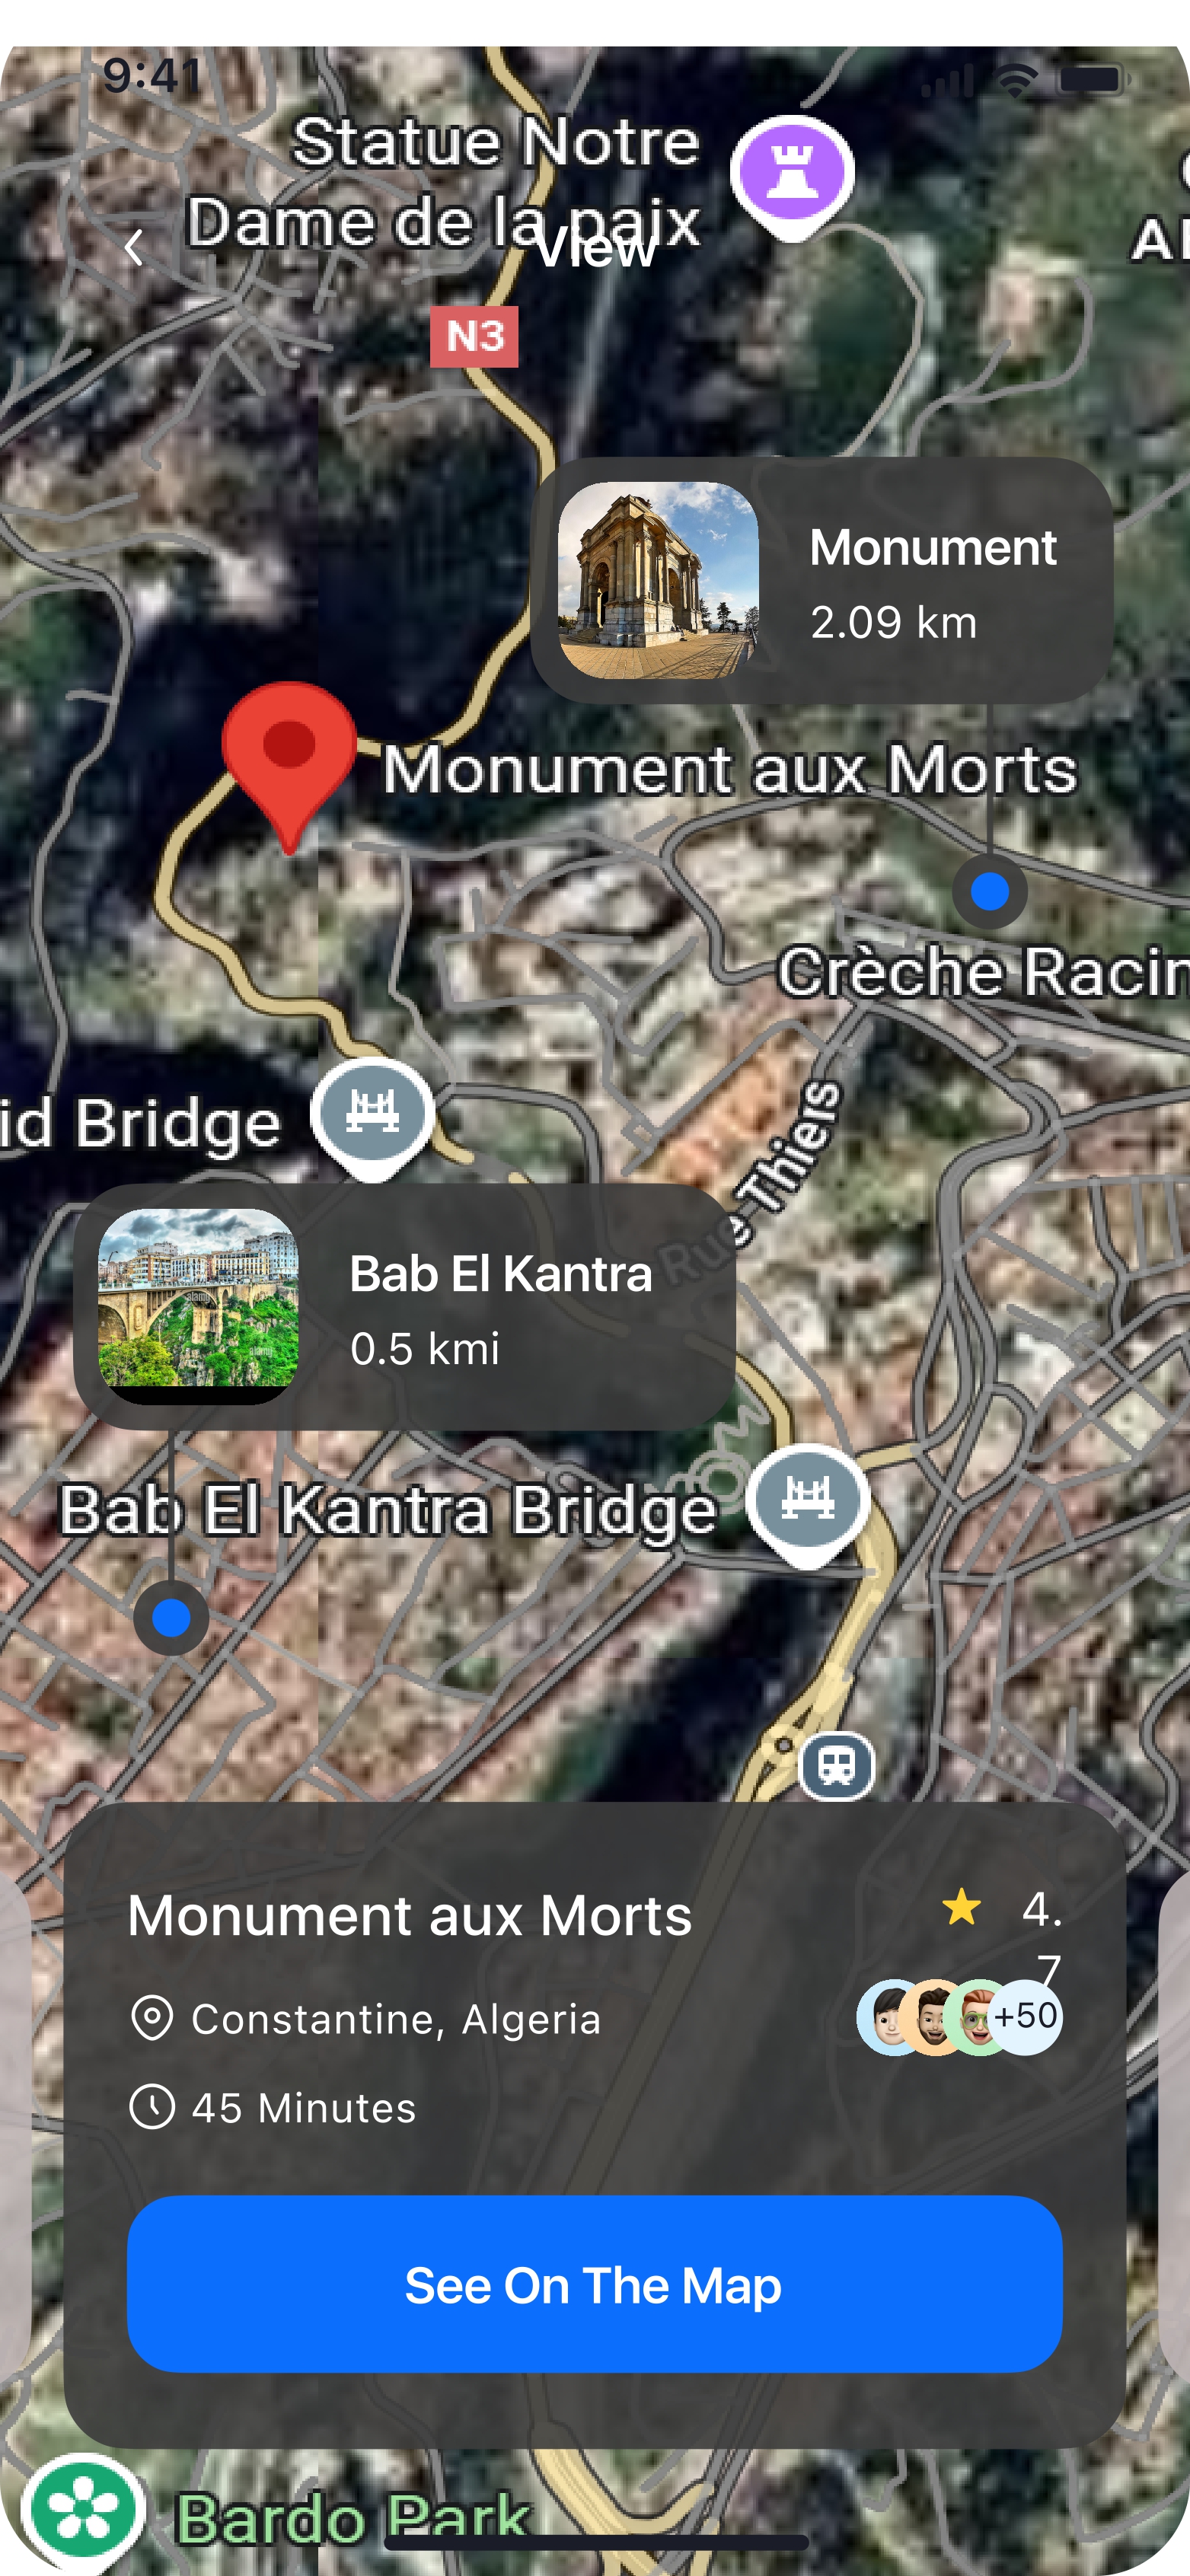 9:41
Statue Notre
Dame de la paix
View
N3
Monument
2.09 km
Monument aux Morts
Crèche Racin
id Bridge
Rue Thiers
Bab El Kantra
0.5 kmi
Bab El Kantra Bridge
Monument aux Morts
4.
7
Constantine, Algeria
+50
45 Minutes
See On The Map
Bardo Park